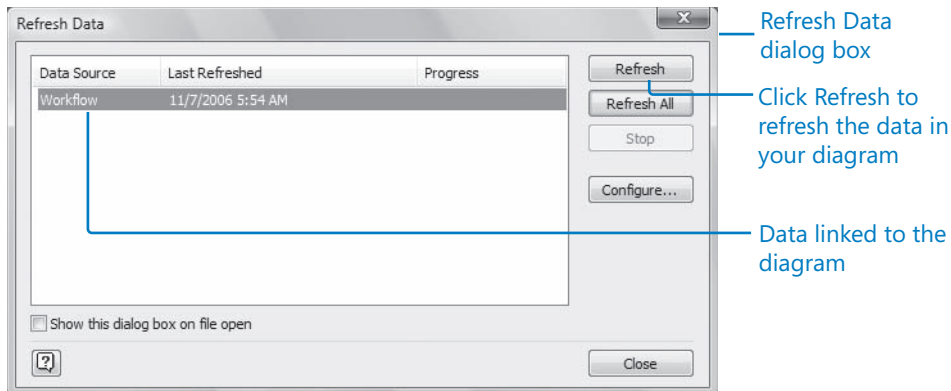 Refresh Data
Refresh Data
dialog box
Data Source Last Refreshed Progress
Workflow 11/7/2006 5:54 AM
Refresh
Refresh All
Stop
Configure...
Click Refresh to
refresh the data in
your diagram
Data linked to the
diagram
Show this dialog box on file open
?
Close